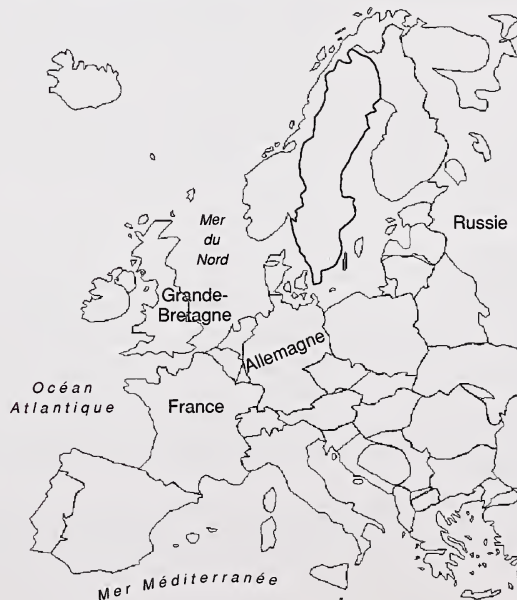 Mer
du
Nord
Russie
Grande-
Bretagne
Allemagne
Océan
Atlantique
France
Mer Méditerranée